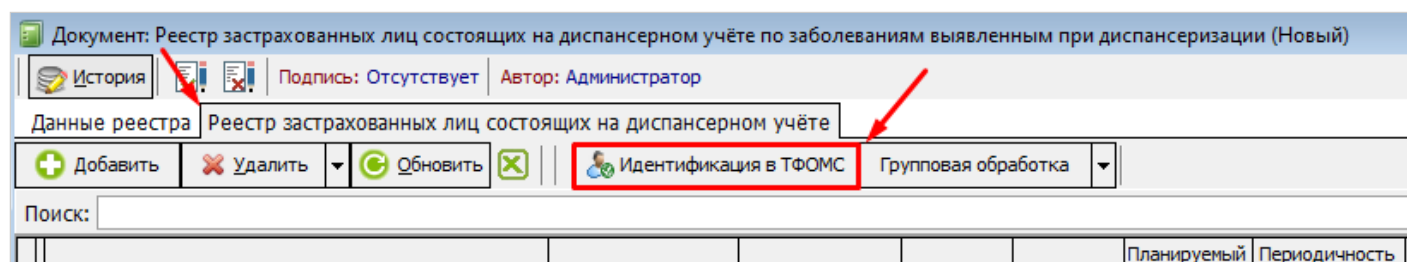 Документ: Реестр застрахованных лиц состоящих на диспансерном учёте по заболеваниям выявленным при диспансеризации (Новый)
История Подпись: Отсутствует Автор: Администратор
Данные реестра Реестр застрахованных лиц состоящих на диспансерном учёте
Добавить Удалить Обновить Идентификация в ТФОМС Групповая обработка
Поиск:
Планируемый Периодичность